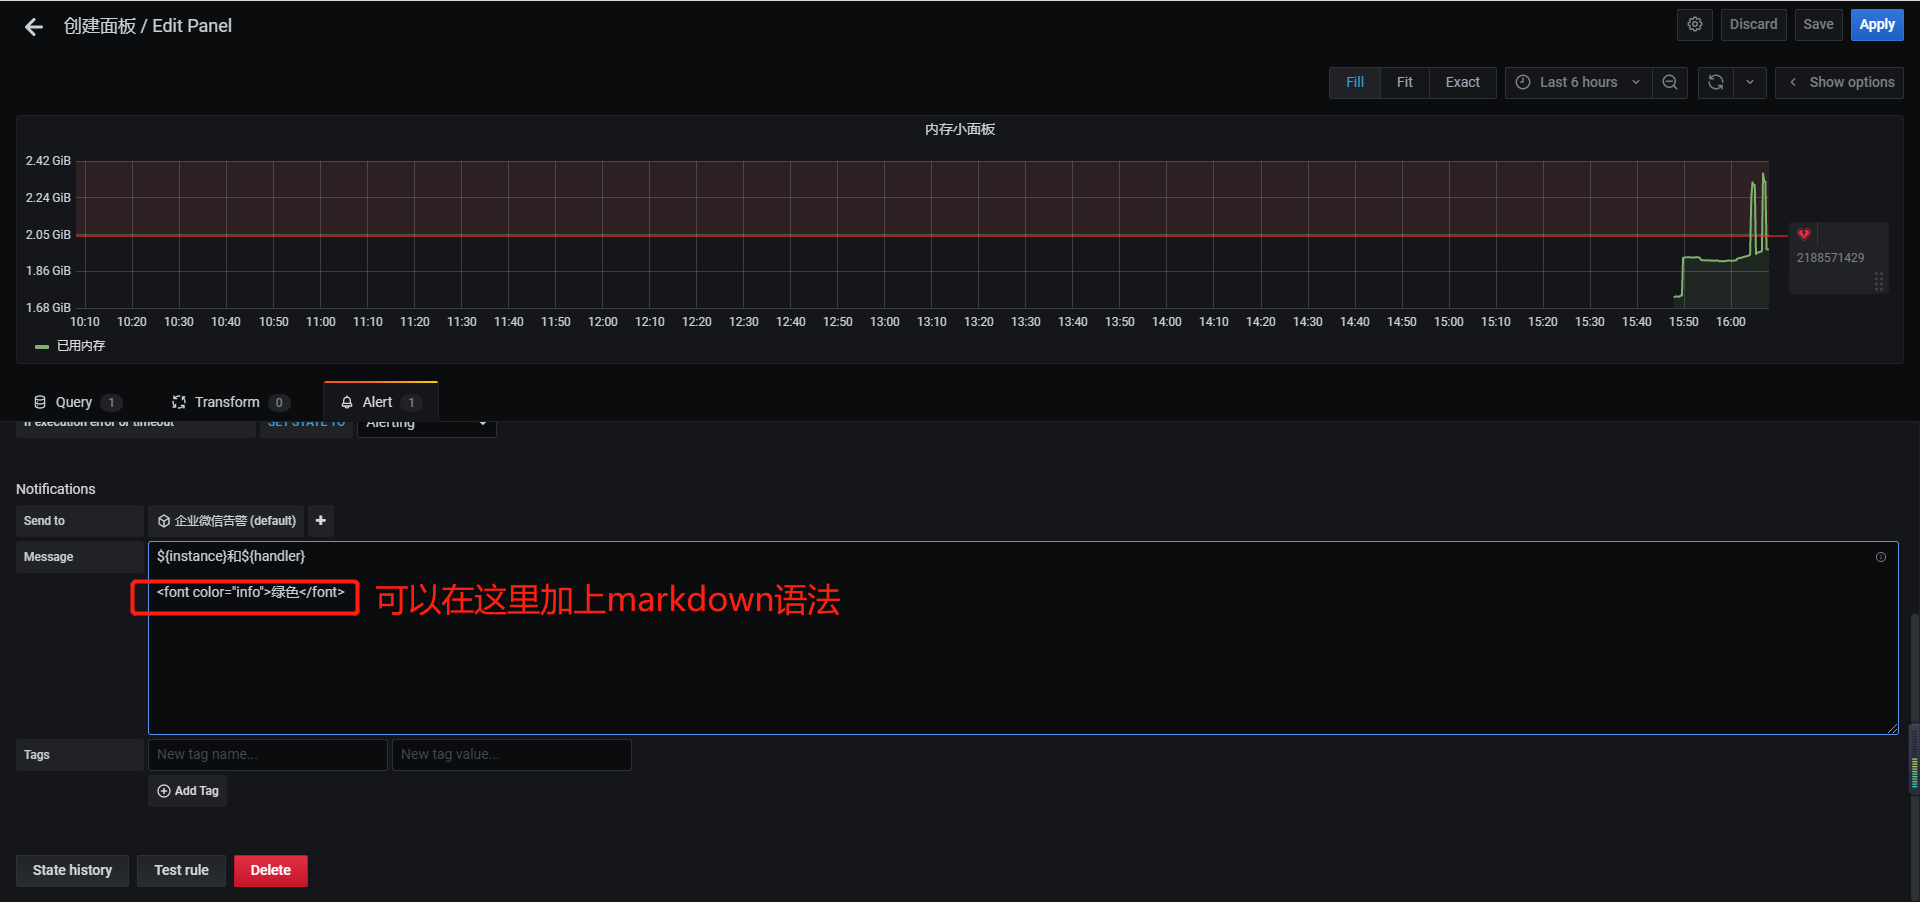 创建面板 / Edit Panel
Discard
Save
Apply
Fill
Fit
Exact
Last 6 hours
Show options
内存小面板
2.42 GiB
2.24 GiB
2.05 GiB
1.86 GiB
1.68 GiB
2188571429
10:10 10:20 10:30 10:40 10:50 11:00 11:10 11:20 11:30 11:40 11:50 12:00 12:10 12:20 12:30 12:40 12:50 13:00 13:10 13:20 13:30 13:40 13:50 14:00 14:10 14:20 14:30 14:40 14:50 15:00 15:10 15:20 15:30 15:40 15:50 16:00
已用内存
Query 1
Transform 0
Alert 1
If execution error or timeout
SET STATE TO
Alerting
Notifications
Send to
企业微信告警 (default)
Message
${instance}和${handler}
<font color="info">绿色</font>
可以在这里加上markdown语法
Tags
New tag name...
New tag value...
Add Tag
State history
Test rule
Delete